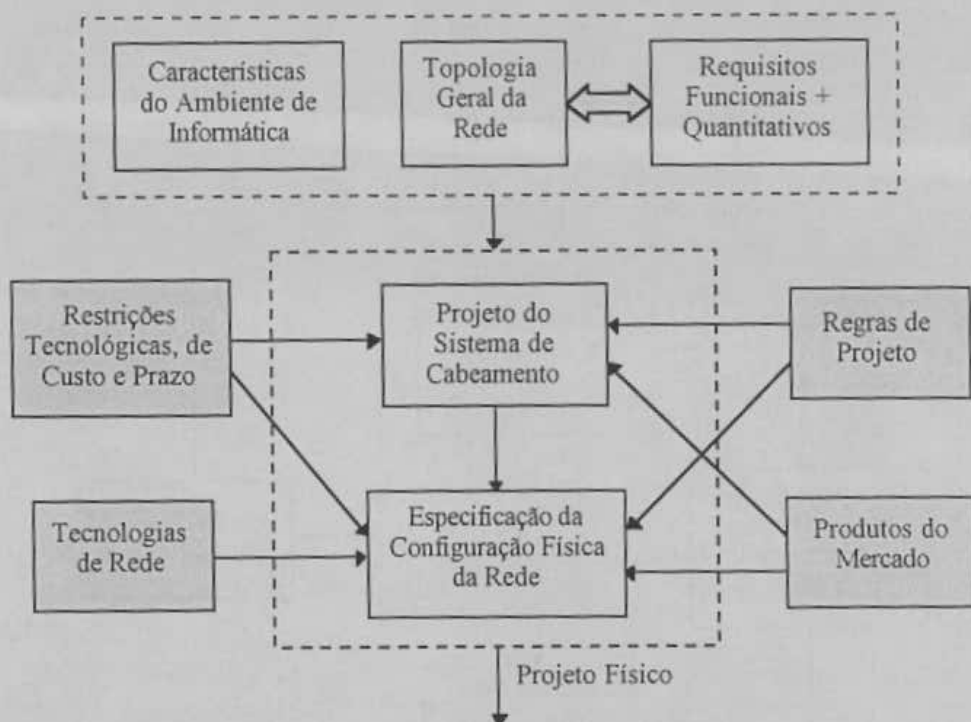 Características
do Ambiente de
Informática
Topologia
Geral da
Rede
Requisitos
Funcionais +
Quantitativos
Restrições
Tecnológicas, de
Custo e Prazo
Projeto do
Sistema de
Cabeamento
Regras de
Projeto
Tecnologias
de Rede
Especificação da
Configuração Física
da Rede
Produtos do
Mercado
Projeto Físico